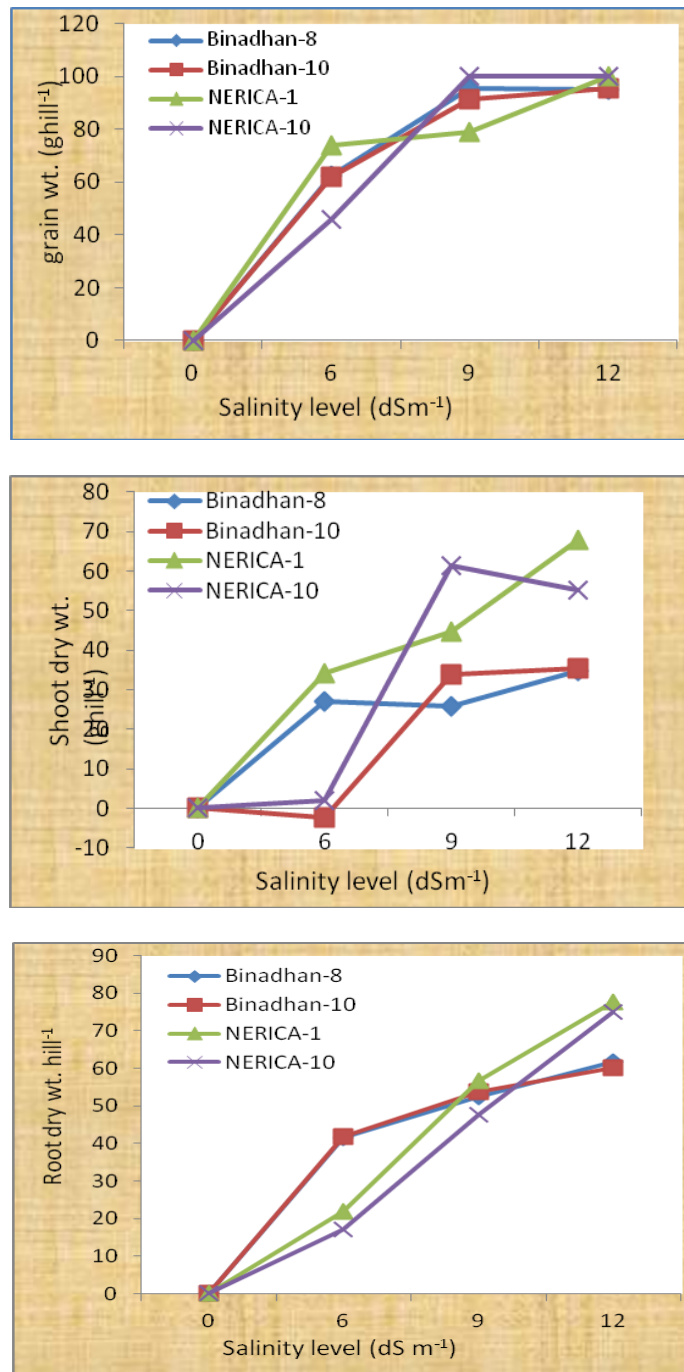 120
100
80
60
40
20
0
grain wt. (ghill⁻¹)
Binadhan-8
Binadhan-10
NERICA-1
NERICA-10
0 6 9 12
Salinity level (dSm⁻¹)
80
70
60
50
40
30
20
10
0
-10
Shoot dry wt.
(ghill⁻¹)
Binadhan-8
Binadhan-10
NERICA-1
NERICA-10
0 6 9 12
Salinity level (dSm⁻¹)
90
80
70
60
50
40
30
20
10
0
Root dry wt. hill⁻¹
Binadhan-8
Binadhan-10
NERICA-1
NERICA-10
0 6 9 12
Salinity level (dS m⁻¹)